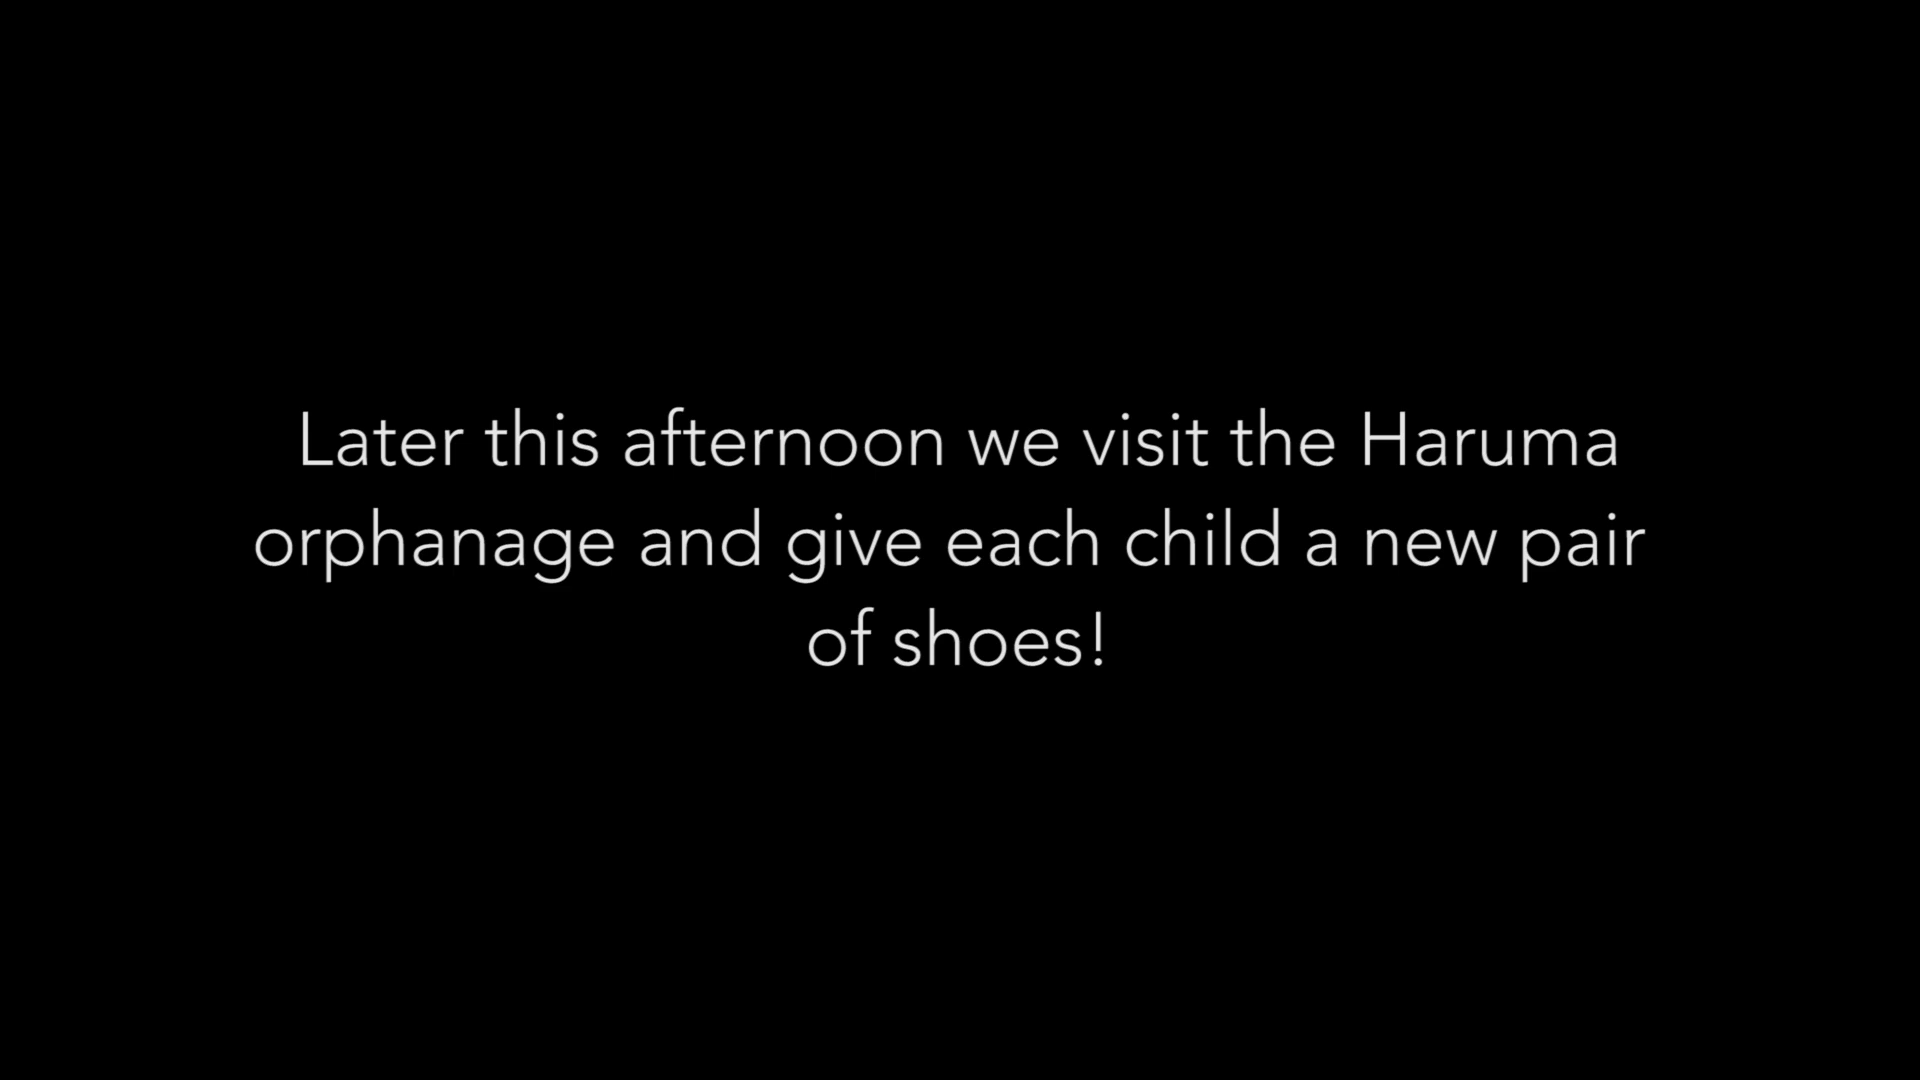 Later this afternoon we visit the Haruma
orphanage and give each child a new pair
of shoes!